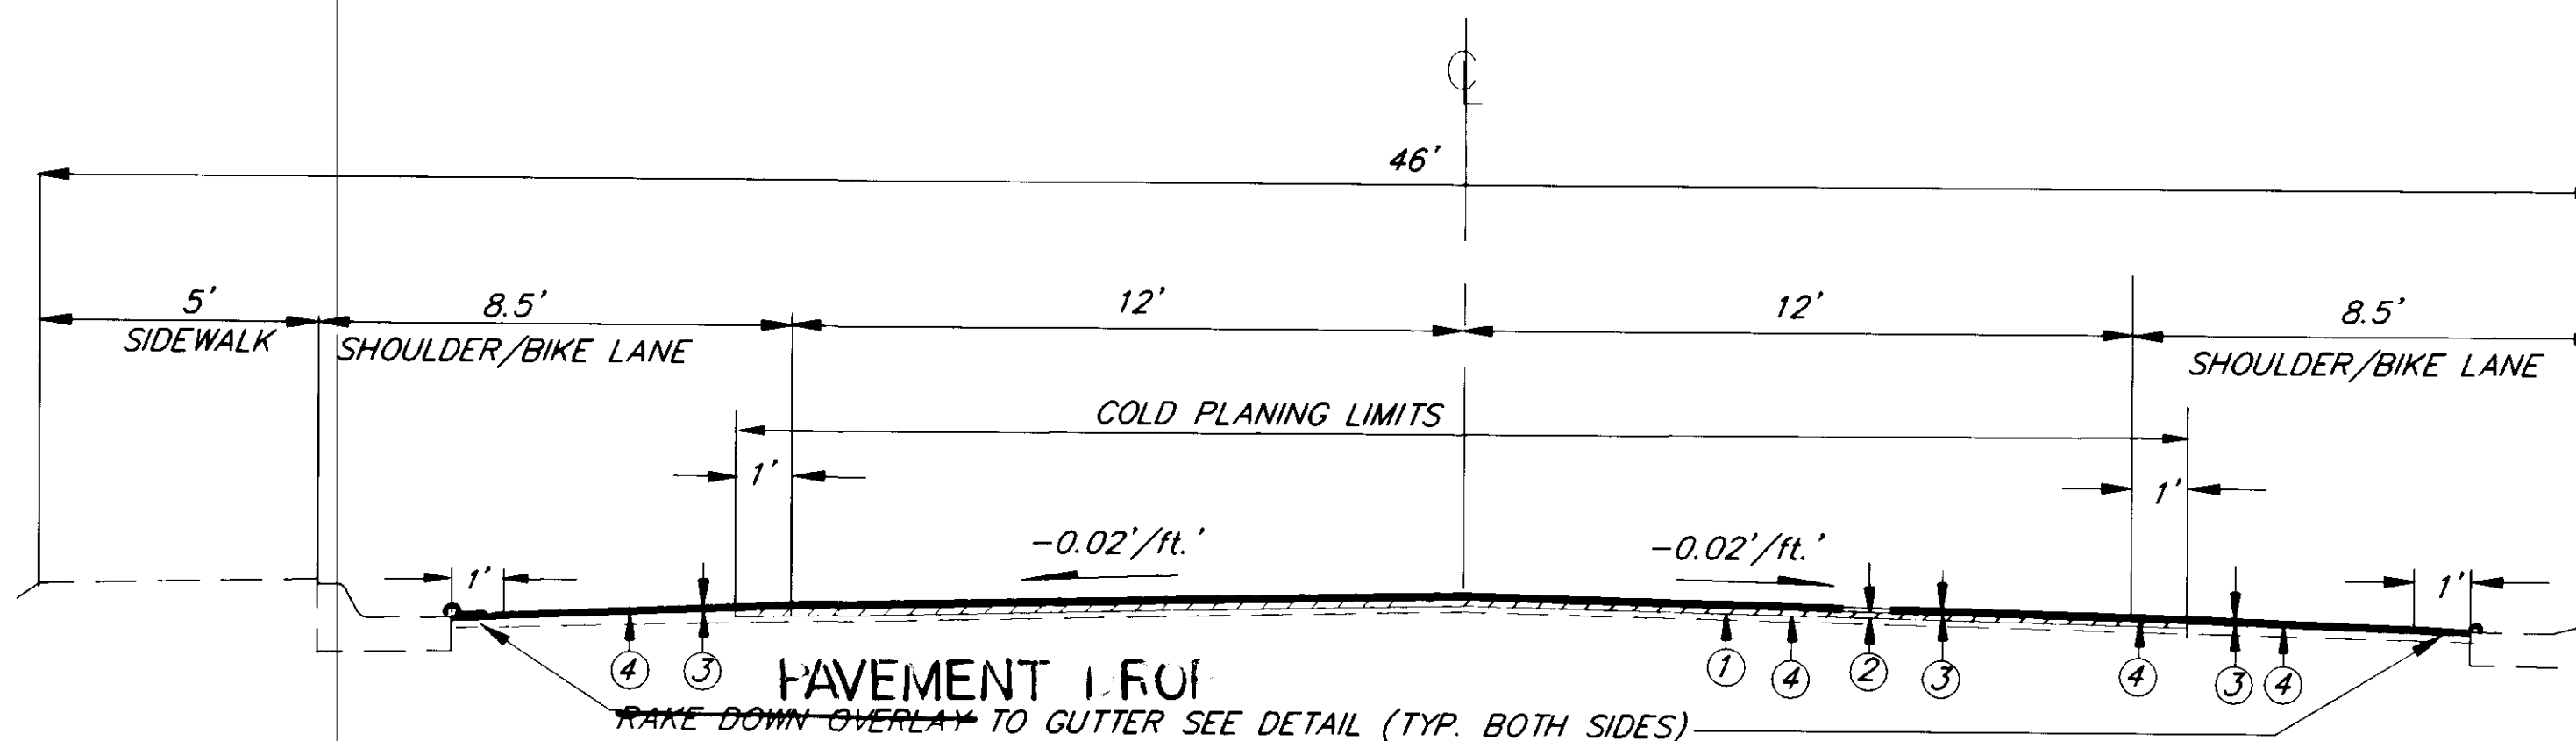 ℄
46'
5'
8.5'
12'
12'
8.5'
SIDEWALK
SHOULDER/BIKE LANE
SHOULDER/BIKE LANE
COLD PLANING LIMITS
1'
1'
-0.02'/ft.'
-0.02'/ft.'
1'
1'
4
3
1
4
2
3
4
3
4
PAVEMENT
RAKE DOWN OVERLAY TO GUTTER SEE DETAIL (TYP. BOTH SIDES)